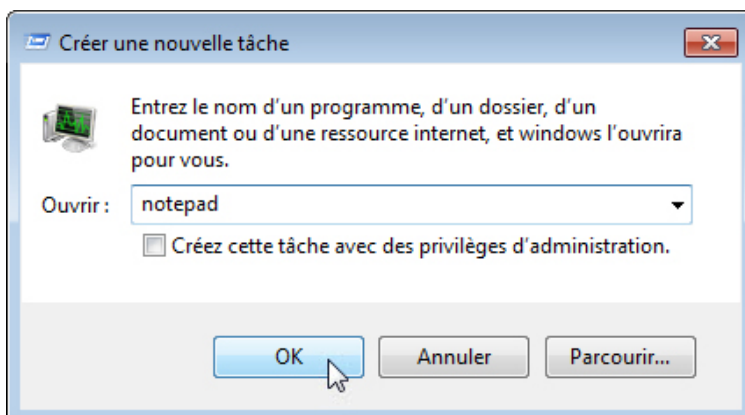 Créer une nouvelle tâche
Entrez le nom d'un programme, d'un dossier, d'un
document ou d'une ressource internet, et windows l'ouvrira
pour vous.
Ouvrir : notepad
Créez cette tâche avec des privilèges d'administration.
OK Annuler Parcourir...